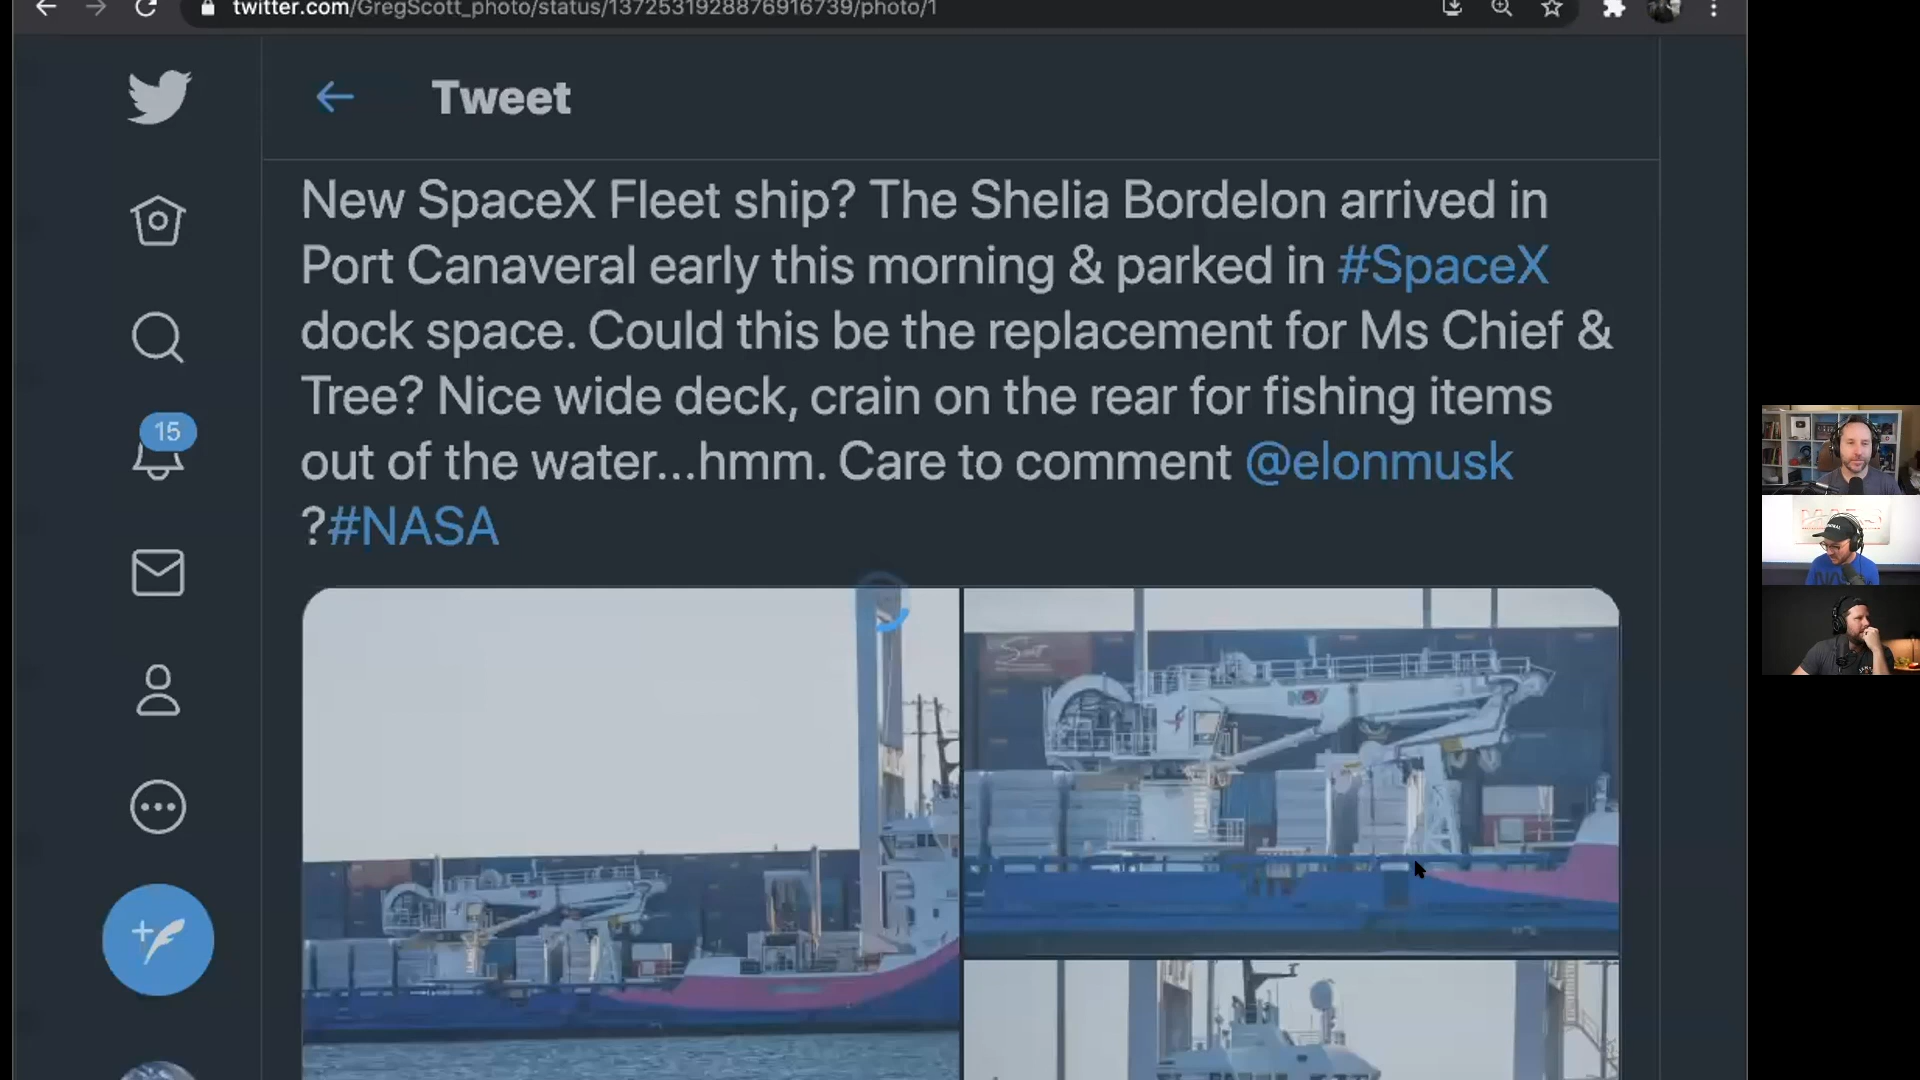 twitter.com/GregScott_photo/status/1372531928876916739/photo/1
Tweet
New SpaceX Fleet ship? The Shelia Bordelon arrived in
Port Canaveral early this morning & parked in #SpaceX
dock space. Could this be the replacement for Ms Chief &
Tree? Nice wide deck, crain on the rear for fishing items
out of the water...hmm. Care to comment @elonmusk
?#NASA
15